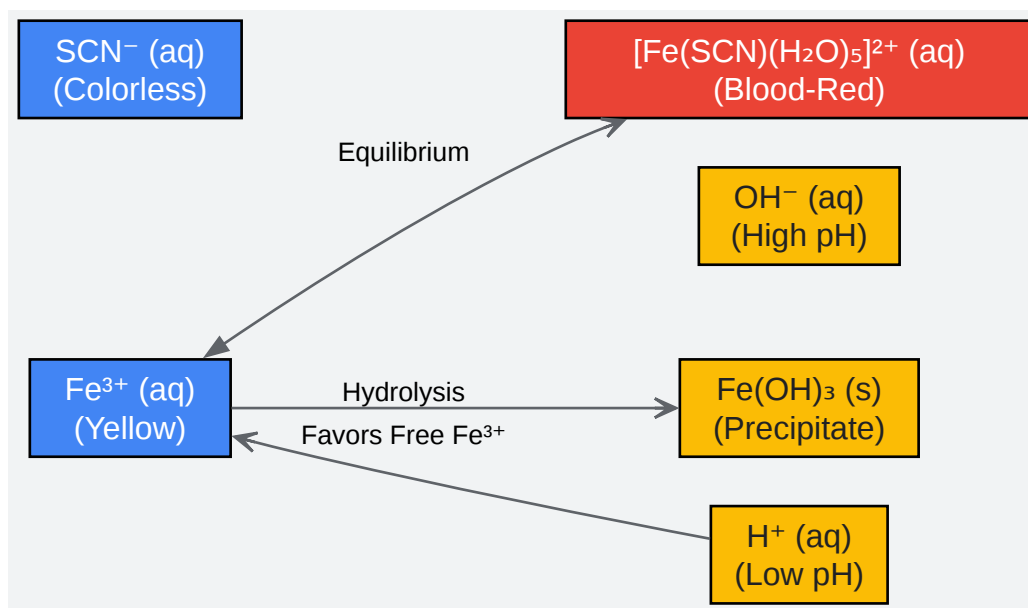 SCN⁻ (aq)
(Colorless)
[Fe(SCN)(H₂O)₅]²⁺ (aq)
(Blood-Red)
Equilibrium
OH⁻ (aq)
(High pH)
Fe³⁺ (aq)
(Yellow)
Hydrolysis
Favors Free Fe³⁺
Fe(OH)₃ (s)
(Precipitate)
H⁺ (aq)
(Low pH)